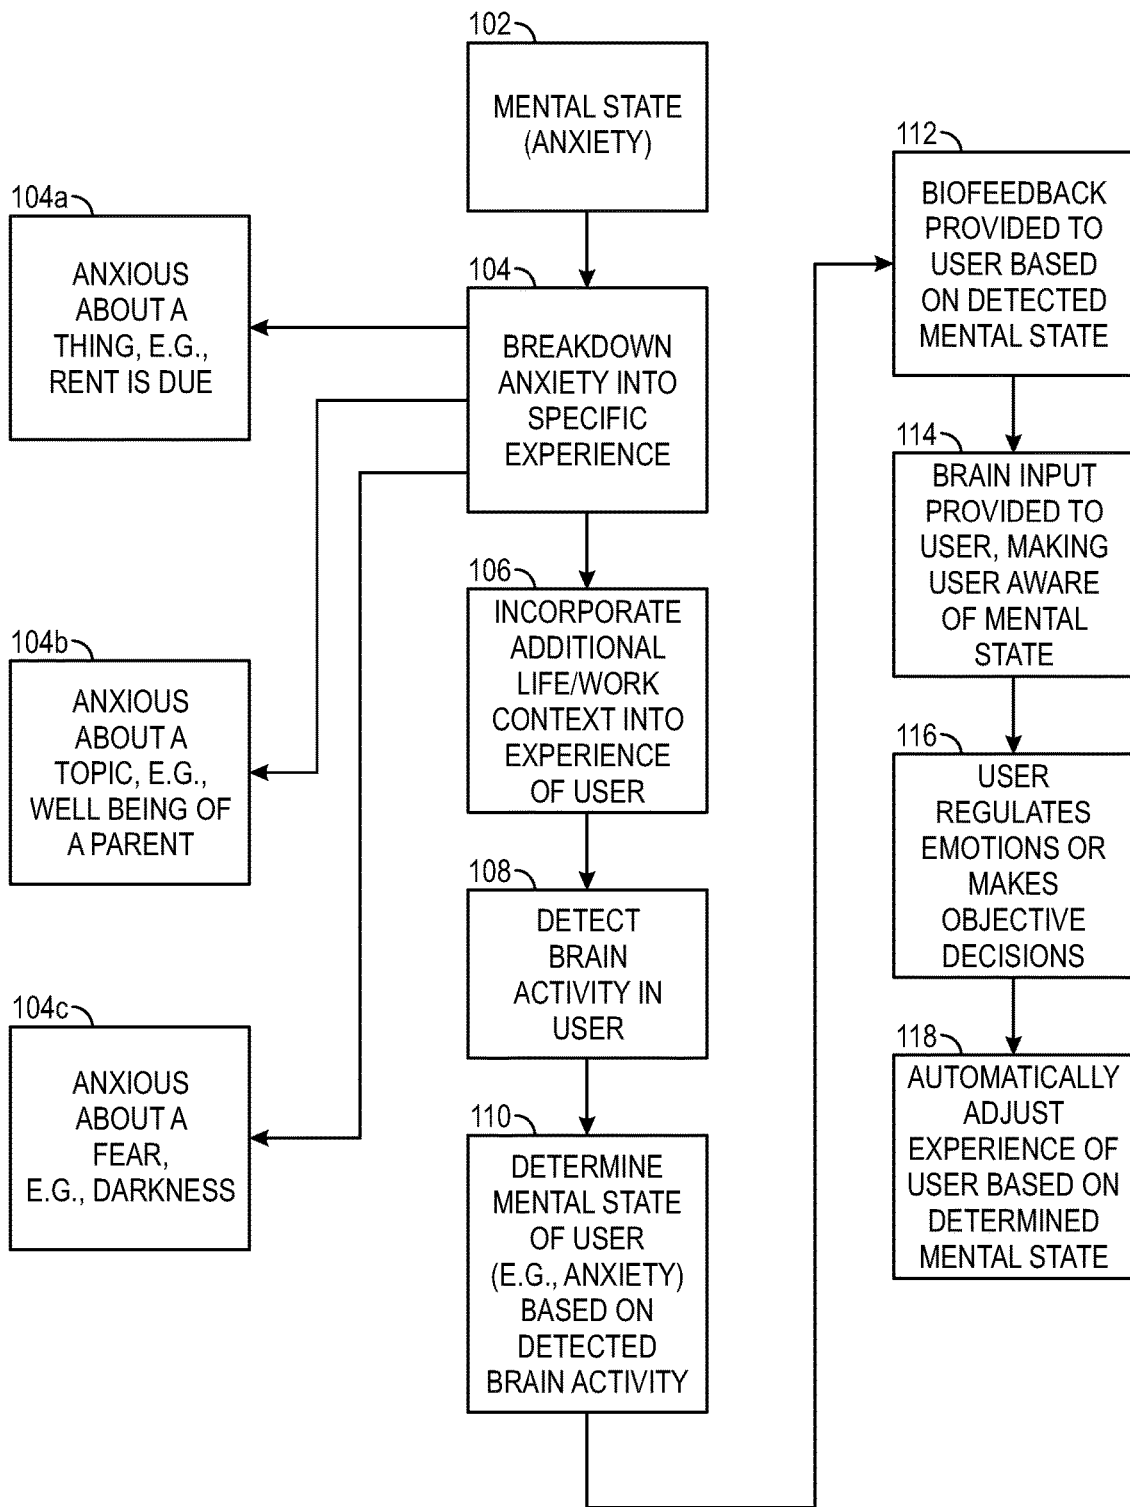 102
MENTAL STATE
(ANXIETY)
104a
ANXIOUS
ABOUT A
THING, E.G.,
RENT IS DUE
104
BREAKDOWN
ANXIETY INTO
SPECIFIC
EXPERIENCE
104b
ANXIOUS
ABOUT A
TOPIC, E.G.,
WELL BEING OF
A PARENT
104c
ANXIOUS
ABOUT A
FEAR,
E.G., DARKNESS
106
INCORPORATE
ADDITIONAL
LIFE/WORK
CONTEXT INTO
EXPERIENCE
OF USER
108
DETECT
BRAIN
ACTIVITY IN
USER
110
DETERMINE
MENTAL STATE
OF USER
(E.G., ANXIETY)
BASED ON
DETECTED
BRAIN ACTIVITY
112
BIOFEEDBACK
PROVIDED TO
USER BASED
ON DETECTED
MENTAL STATE
114
BRAIN INPUT
PROVIDED TO
USER, MAKING
USER AWARE
OF MENTAL
STATE
116
USER
REGULATES
EMOTIONS OR
MAKES
OBJECTIVE
DECISIONS
118
AUTOMATICALLY
ADJUST
EXPERIENCE OF
USER BASED ON
DETERMINED
MENTAL STATE